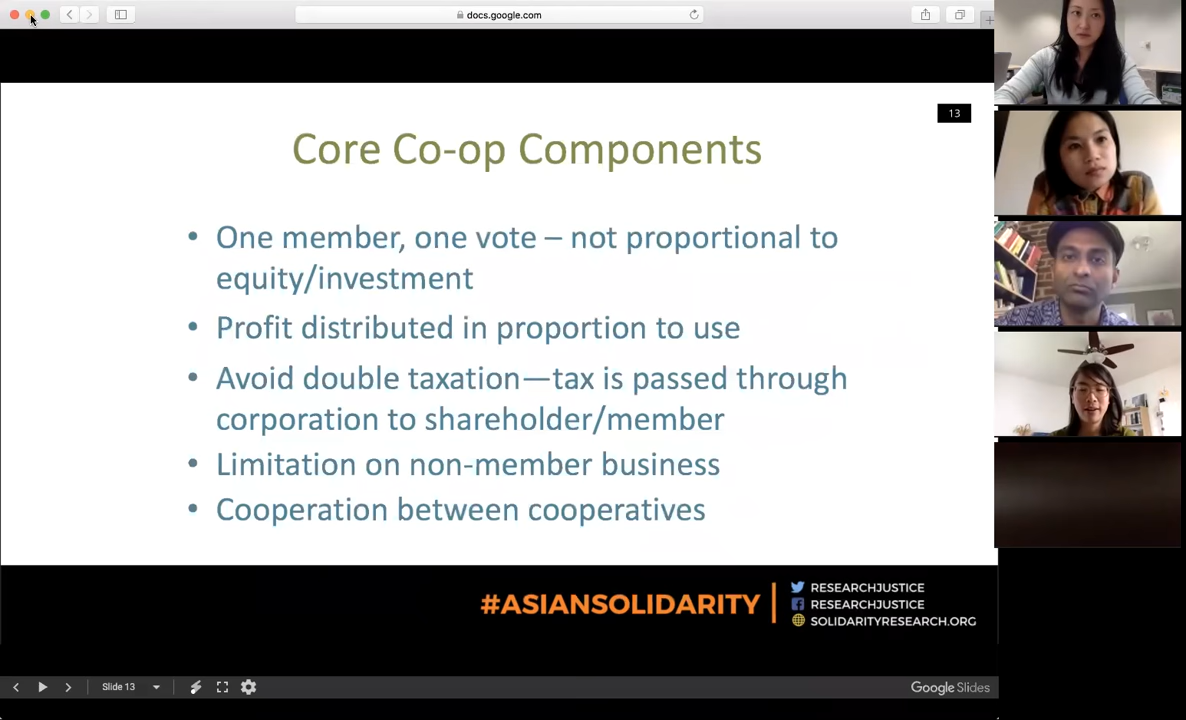 docs.google.com
13
Core Co-op Components
• One member, one vote – not proportional to
equity/investment
• Profit distributed in proportion to use
• Avoid double taxation—tax is passed through
corporation to shareholder/member
• Limitation on non-member business
• Cooperation between cooperatives
#ASIANSOLIDARITY
RESEARCHJUSTICE
RESEARCHJUSTICE
SOLIDARITYRESEARCH.ORG
Slide 13
Google Slides